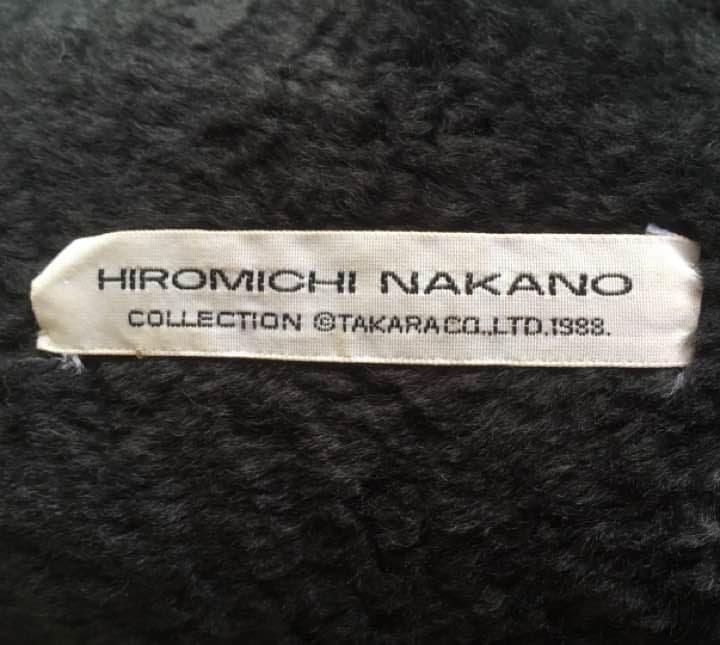 HIROMICHI NAKANO
COLLECTION ©TAKARA CO.,LTD.1988.